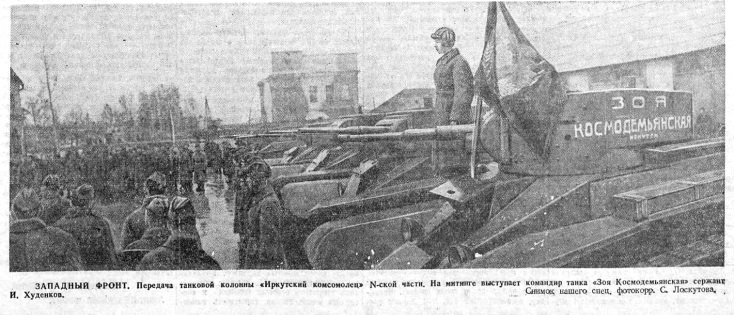 ЗОЯ
КОСМОДЕМЬЯНСКАЯ
ЗАПАДНЫЙ ФРОНТ. Передача танковой колонны «Иркутский комсомолец» N-ской части. На митинге выступает командир танка «Зоя Космодемьянская» сержант
И. Худенков. Снимок нашего спец. фотокорр. С. Лоскутова.